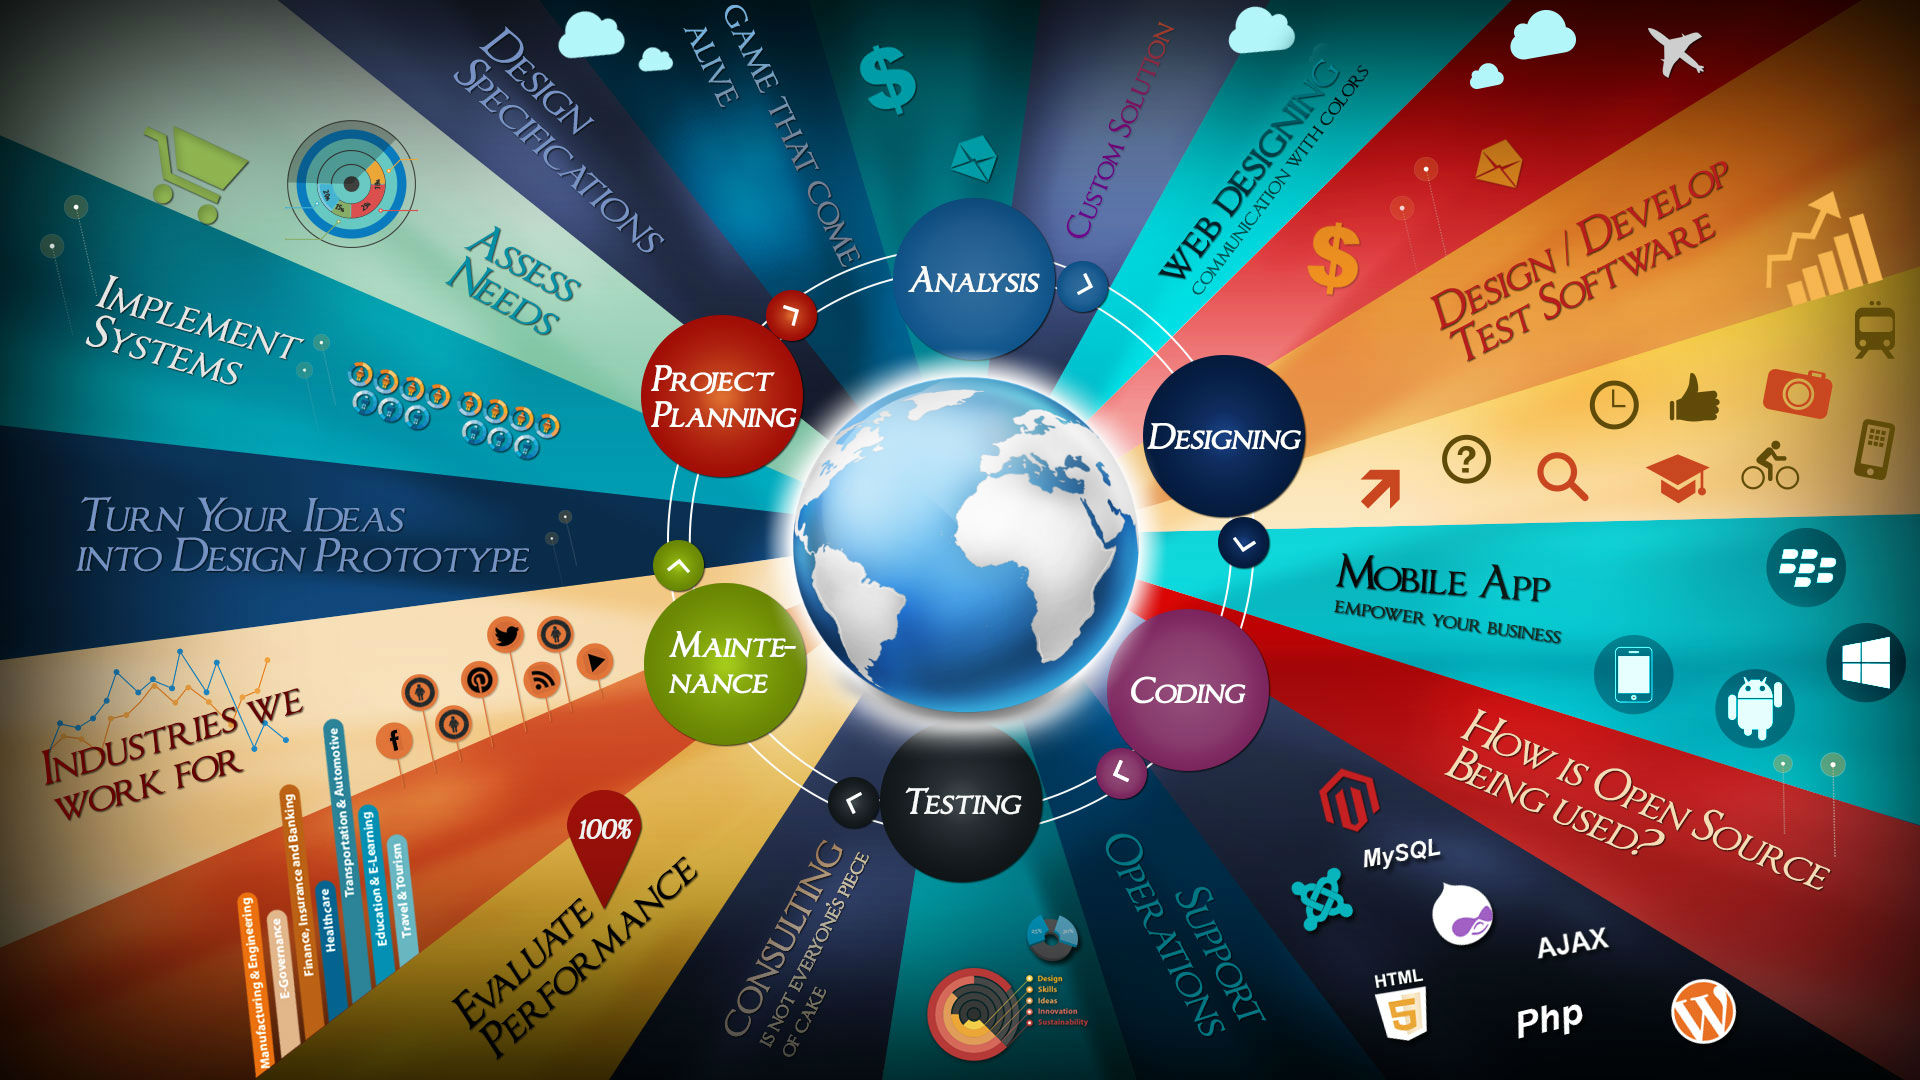 Design
Specifications
Game that come
alive
Custom Solution
Web Designing
communication with colors
Assess
Needs
Design / Develop
Test Software
Implement
Systems
Analysis
Project
Planning
Designing
Turn Your Ideas
into Design Prototype
Mobile App
empower your business
Mainte-
nance
Coding
Testing
Industries we
work for
How is Open Source
Being used?
100%
Evaluate
Performance
Consulting
is not everyone's piece
of cake
Support
Operations
Manufacturing & Engineering
E-Governance
Finance, Insurance and Banking
Healthcare
Transportation & Automotive
Education & E-Learning
Travel & Tourism
Design
Skills
Ideas
Innovation
Sustainability
MySQL
AJAX
HTML
5
Php